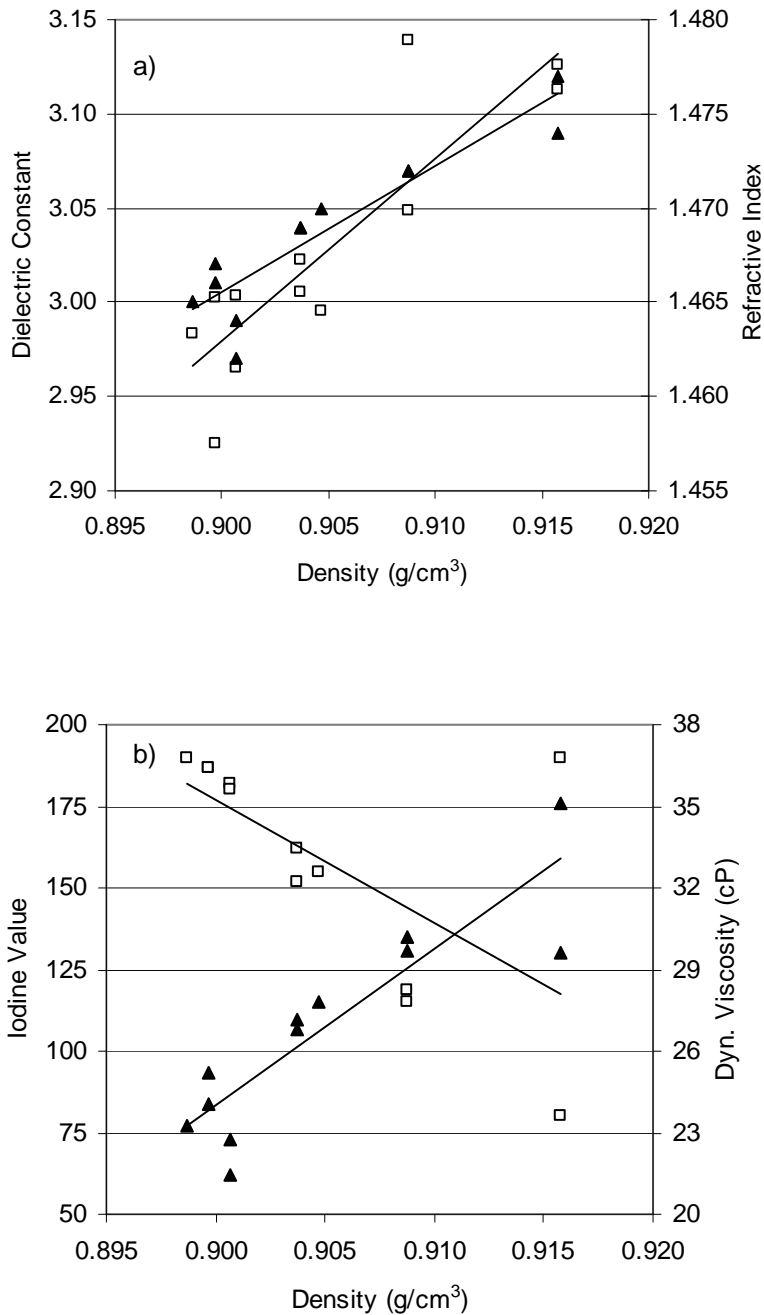 a)
Dielectric Constant
3.15
3.10
3.05
3.00
2.95
2.90
1.480
1.475
1.470
1.465
1.460
1.455
Refractive Index
0.895 0.900 0.905 0.910 0.915 0.920
Density (g/cm³)
b)
Iodine Value
200
175
150
125
100
75
50
38
35
32
29
26
23
20
Dyn. Viscosity (cP)
0.895 0.900 0.905 0.910 0.915 0.920
Density (g/cm³)